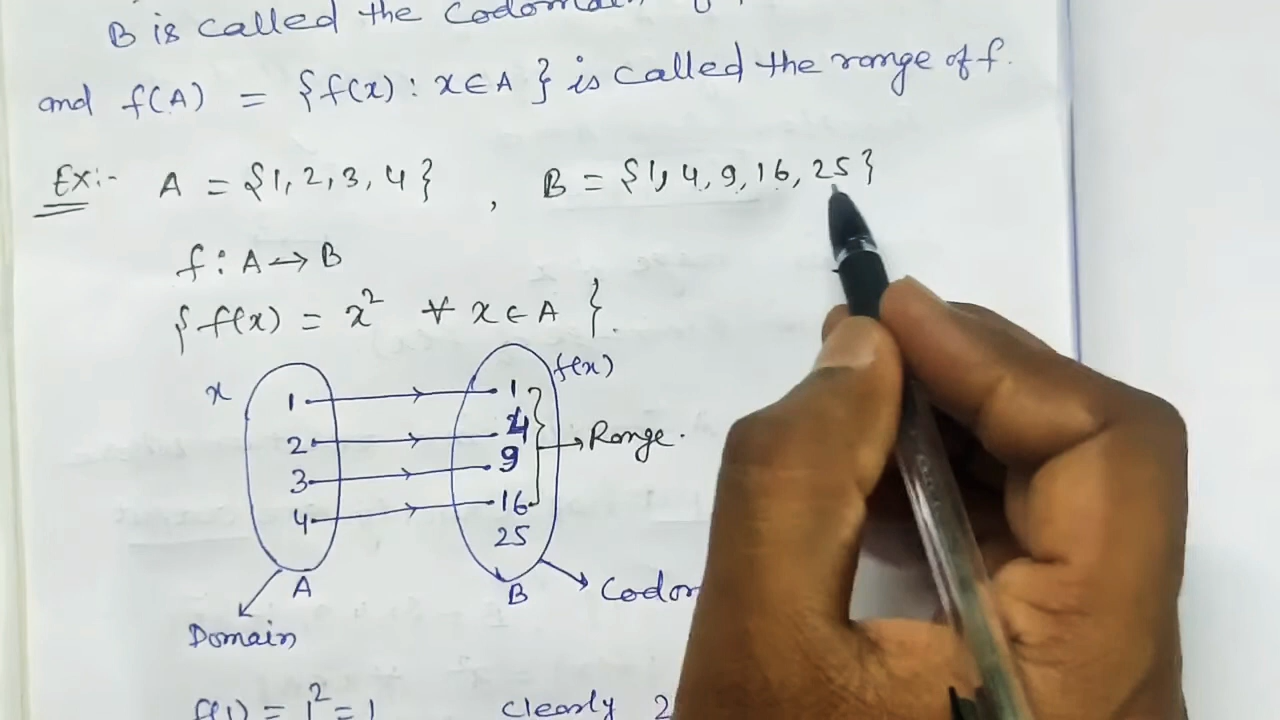 B is called the Codomain
and f(A) = {f(x) : x ∈ A } is called the range of f.
Ex:- A = {1, 2, 3, 4} , B = {1, 4, 9, 16, 25}
f : A → B
{ f(x) = x² ∀ x ∈ A }.
x f(x)
1 1
2 4
3 9 Range.
4 16
25
A B Codom
Domain
f(1) = 1² = 1 clearly 2